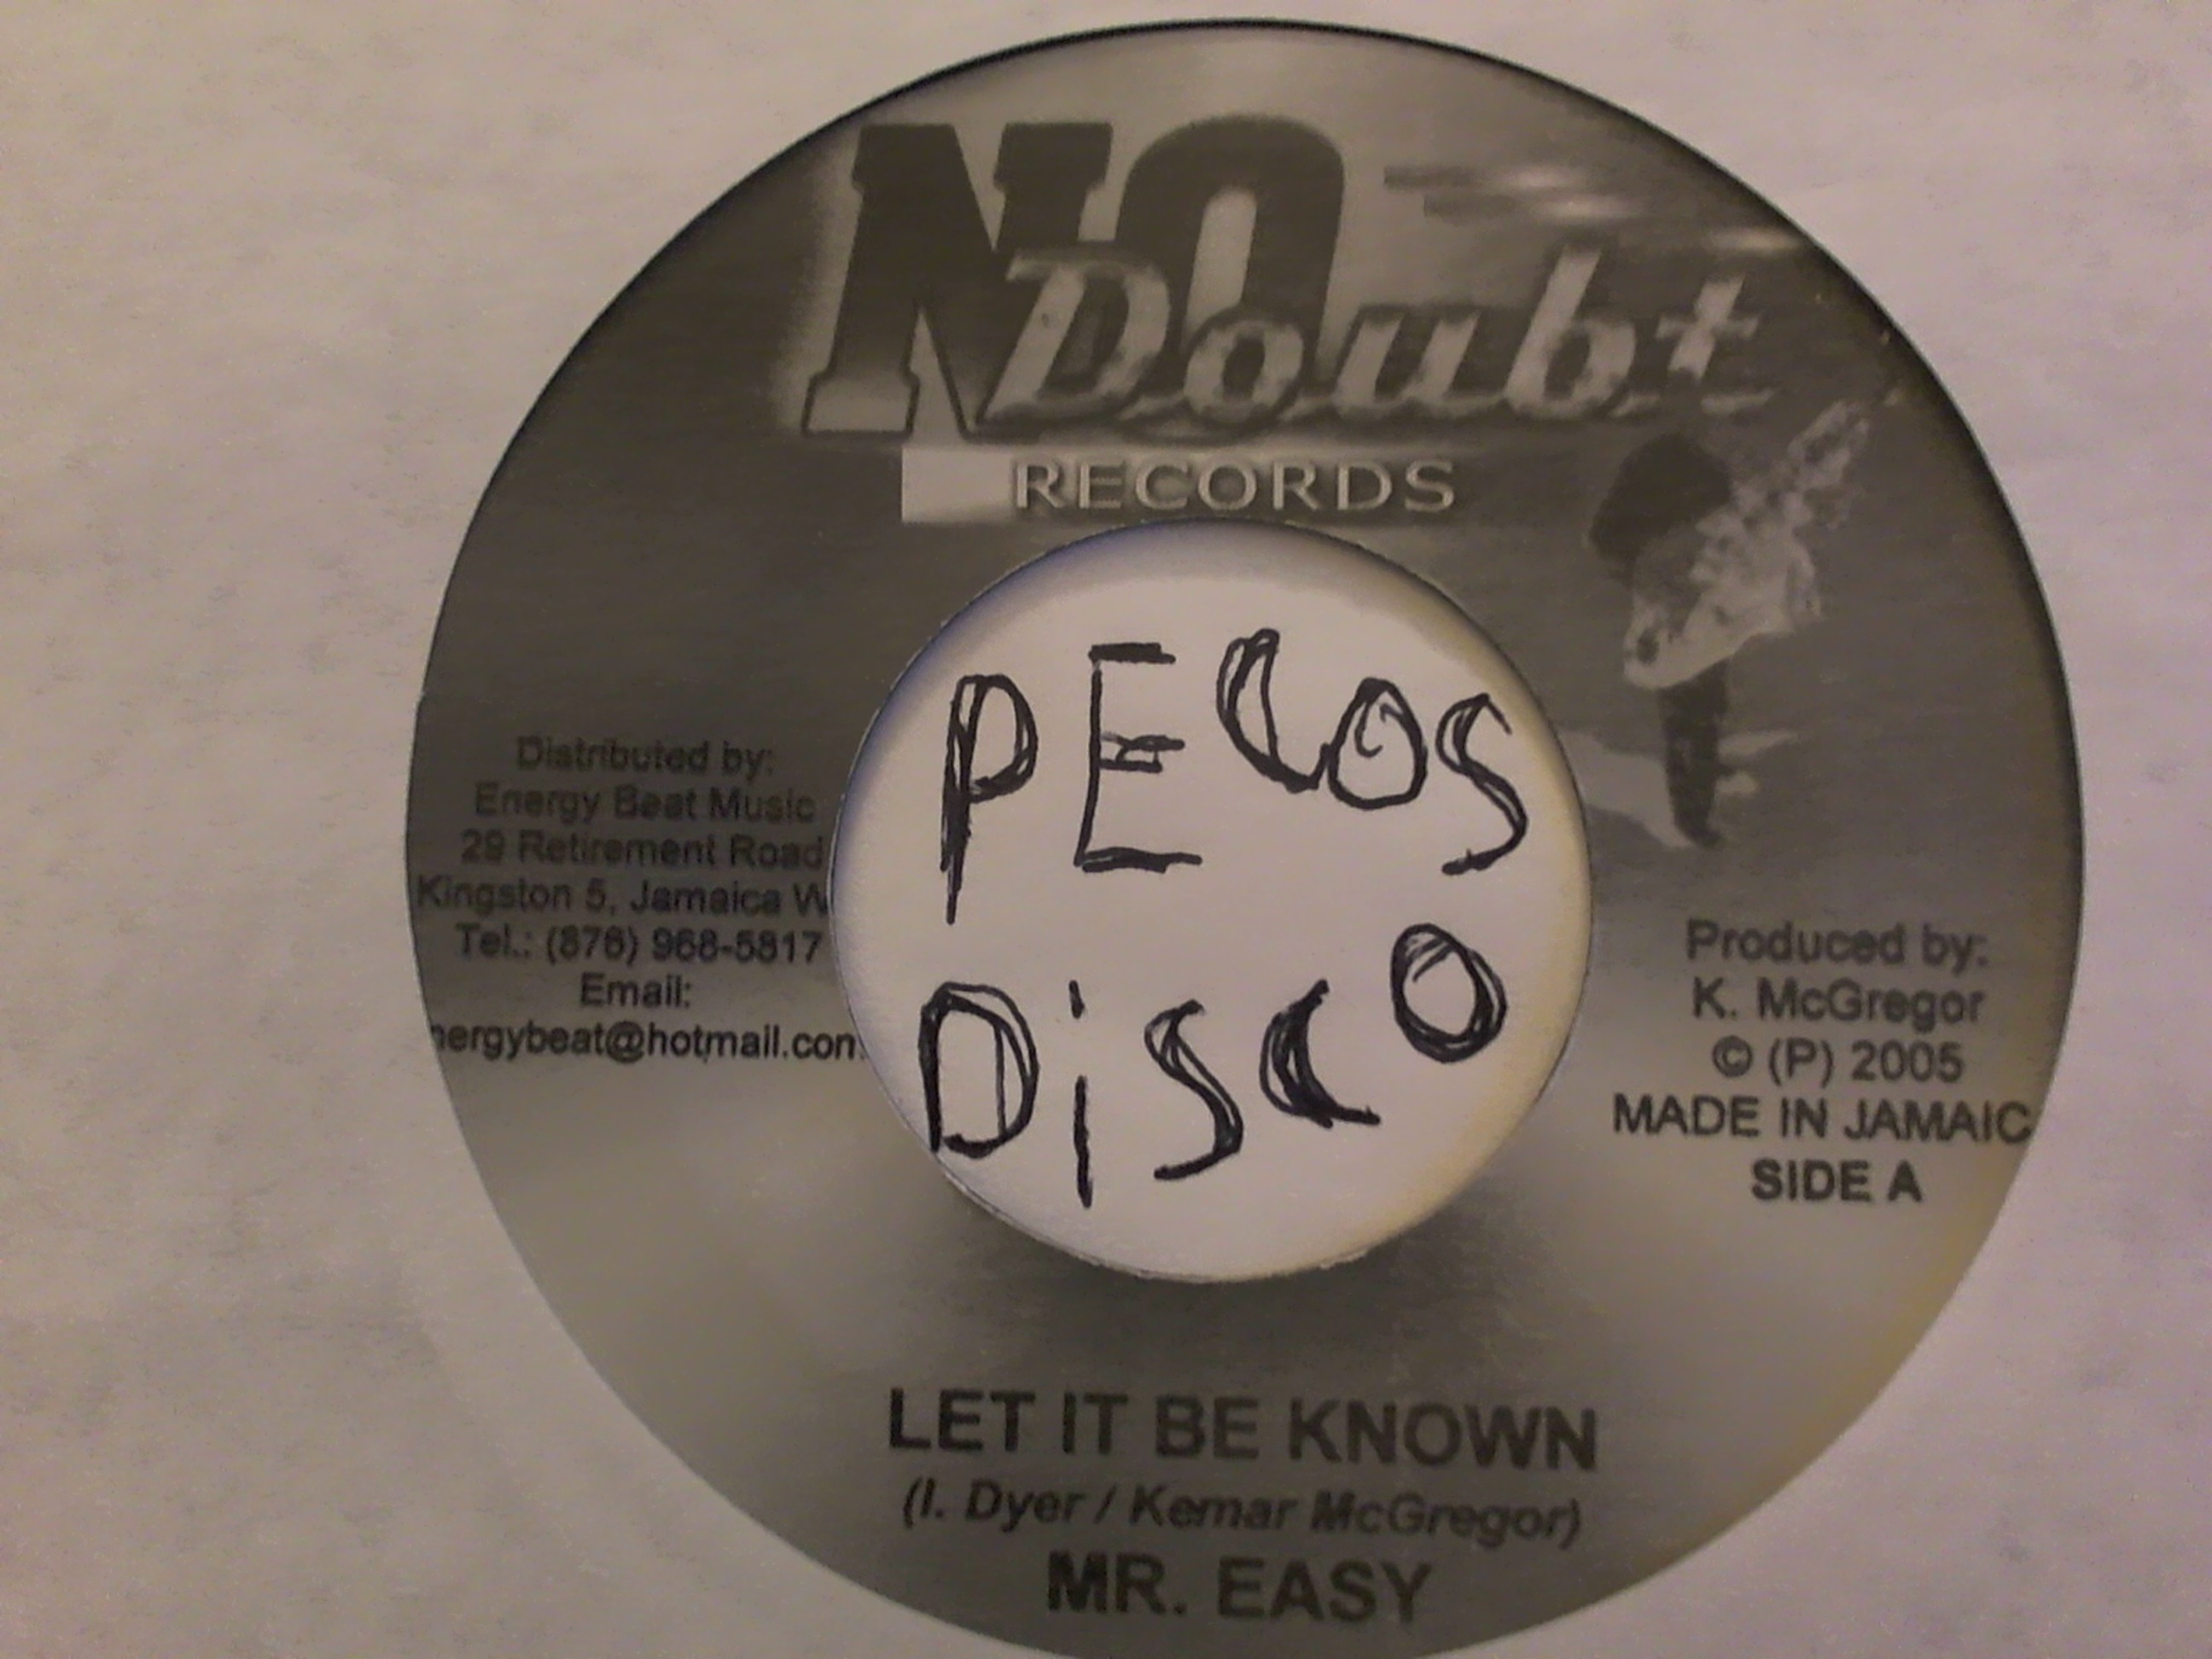 NO
Doubt
RECORDS
PELOS
DiSCO
Distributed by:
Energy Beat Music
29 Retirement Road
Kingston 5, Jamaica W
Tel.: (876) 968-5817
Email:
nergybeat@hotmail.com
Produced by:
K. McGregor
© (P) 2005
MADE IN JAMAIC
SIDE A
LET IT BE KNOWN
(I. Dyer / Kemar McGregor)
MR. EASY